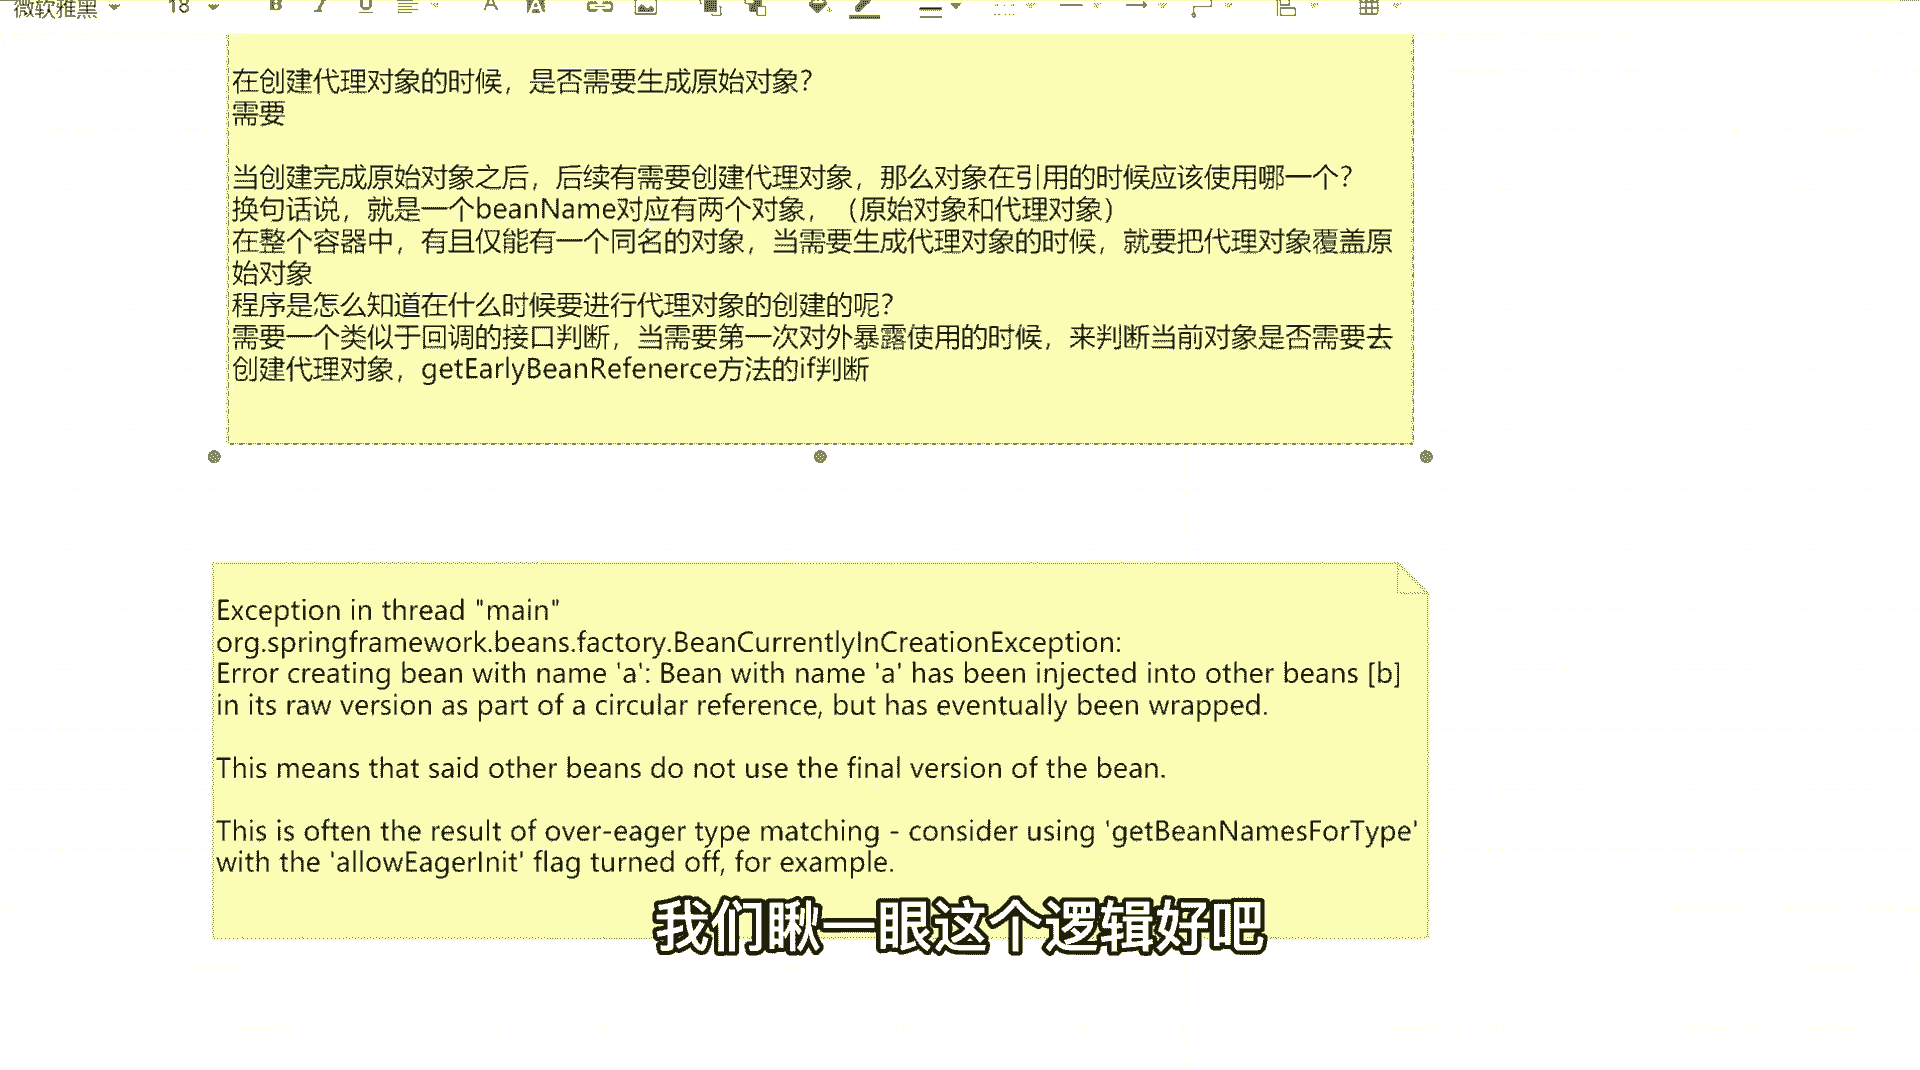 微软雅黑 18
在创建代理对象的时候，是否需要生成原始对象？
需要
当创建完成原始对象之后，后续有需要创建代理对象，那么对象在引用的时候应该使用哪一个？
换句话说，就是一个beanName对应有两个对象，（原始对象和代理对象）
在整个容器中，有且仅能有一个同名的对象，当需要生成代理对象的时候，就要把代理对象覆盖原
始对象
程序是怎么知道在什么时候要进行代理对象的创建的呢？
需要一个类似于回调的接口判断，当需要第一次对外暴露使用的时候，来判断当前对象是否需要去
创建代理对象，getEarlyBeanRefenerce方法的if判断
Exception in thread "main"
org.springframework.beans.factory.BeanCurrentlyInCreationException:
Error creating bean with name 'a': Bean with name 'a' has been injected into other beans [b]
in its raw version as part of a circular reference, but has eventually been wrapped.
This means that said other beans do not use the final version of the bean.
This is often the result of over-eager type matching - consider using 'getBeanNamesForType'
with the 'allowEagerInit' flag turned off, for example.
我们瞅一眼这个逻辑好吧